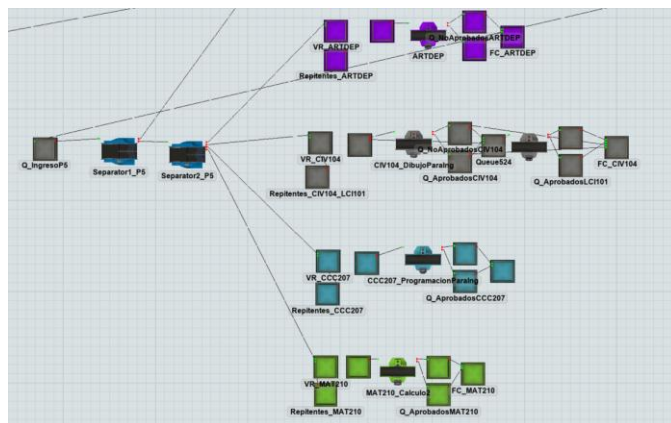 VR_ARTDEP
Q_NoAprobadosARTDEP
ARTDEP
FC_ARTDEP
Repitentes_ARTDEP
Q_IngresoP5
Separator1_P5
Separator2_P5
VR_CIV104
Q_NoAprobadosCIV104
Queue524
CIV104_DibujoParaIng
FC_CIV104
Repitentes_CIV104_LCI101
Q_AprobadosCIV104
Q_AprobadosLCI101
VR_CCC207
CCC207_ProgramacionParaIng
Repitentes_CCC207
Q_AprobadosCCC207
VR_MAT210
MAT210_Calculo2
FC_MAT210
Repitentes_MAT210
Q_AprobadosMAT210